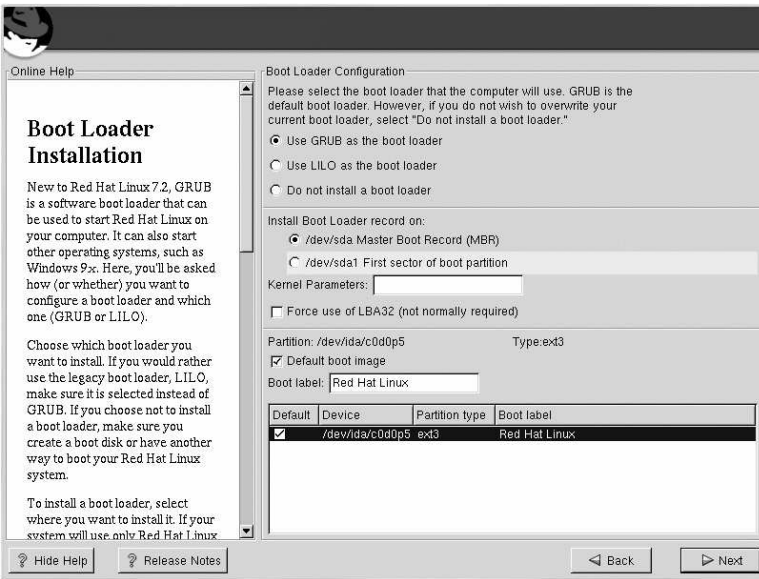 Online Help
Boot Loader
Installation
New to Red Hat Linux 7.2, GRUB
is a software boot loader that can
be used to start Red Hat Linux on
your computer. It can also start
other operating systems, such as
Windows 9x. Here, you'll be asked
how (or whether) you want to
configure a boot loader and which
one (GRUB or LILO).
Choose which boot loader you
want to install. If you would rather
use the legacy boot loader, LILO,
make sure it is selected instead of
GRUB. If you choose not to install
a boot loader, make sure you
create a boot disk or have another
way to boot your Red Hat Linux
system.
To install a boot loader, select
where you want to install it. If your
system will use only Red Hat Linux
Boot Loader Configuration
Please select the boot loader that the computer will use. GRUB is the
default boot loader. However, if you do not wish to overwrite your
current boot loader, select "Do not install a boot loader."
Use GRUB as the boot loader
Use LILO as the boot loader
Do not install a boot loader
Install Boot Loader record on:
/dev/sda Master Boot Record (MBR)
/dev/sda1 First sector of boot partition
Kernel Parameters:
Force use of LBA32 (not normally required)
Partition: /dev/ida/c0d0p5 Type:ext3
Default boot image
Boot label: Red Hat Linux
Default Device Partition type Boot label
/dev/ida/c0d0p5 ext3 Red Hat Linux
Hide Help Release Notes Back Next